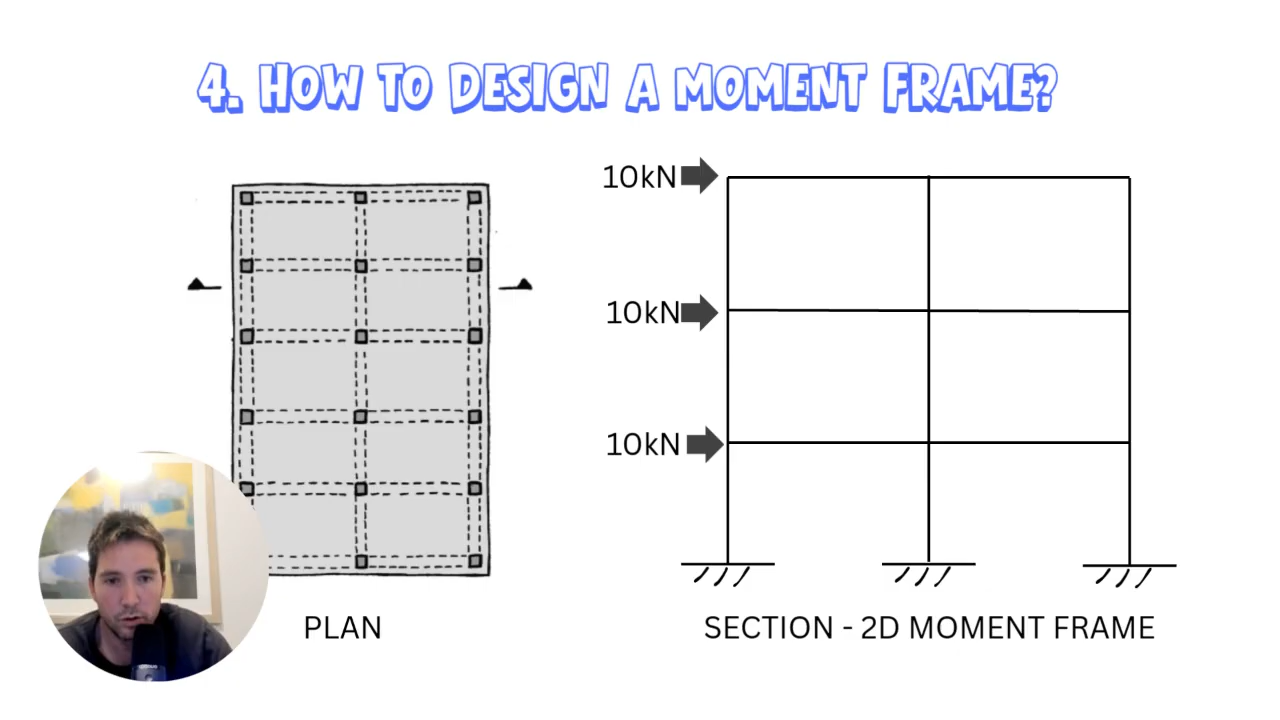 4. HOW TO DESIGN A MOMENT FRAME?
10kN
10kN
10kN
PLAN
SECTION - 2D MOMENT FRAME